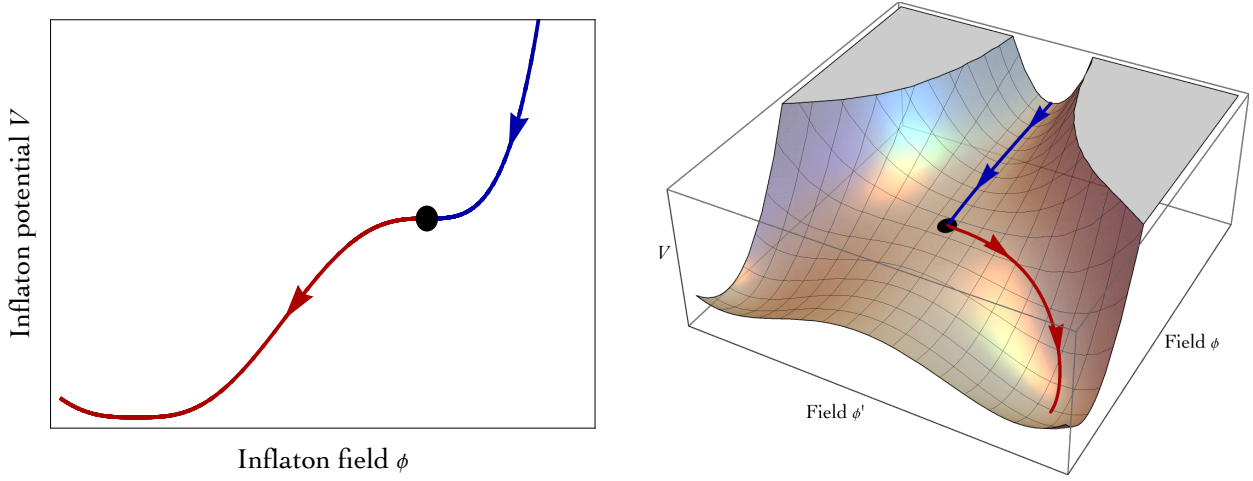 Inflaton potential V
Inflaton field ϕ
V
Field ϕ'
Field ϕ